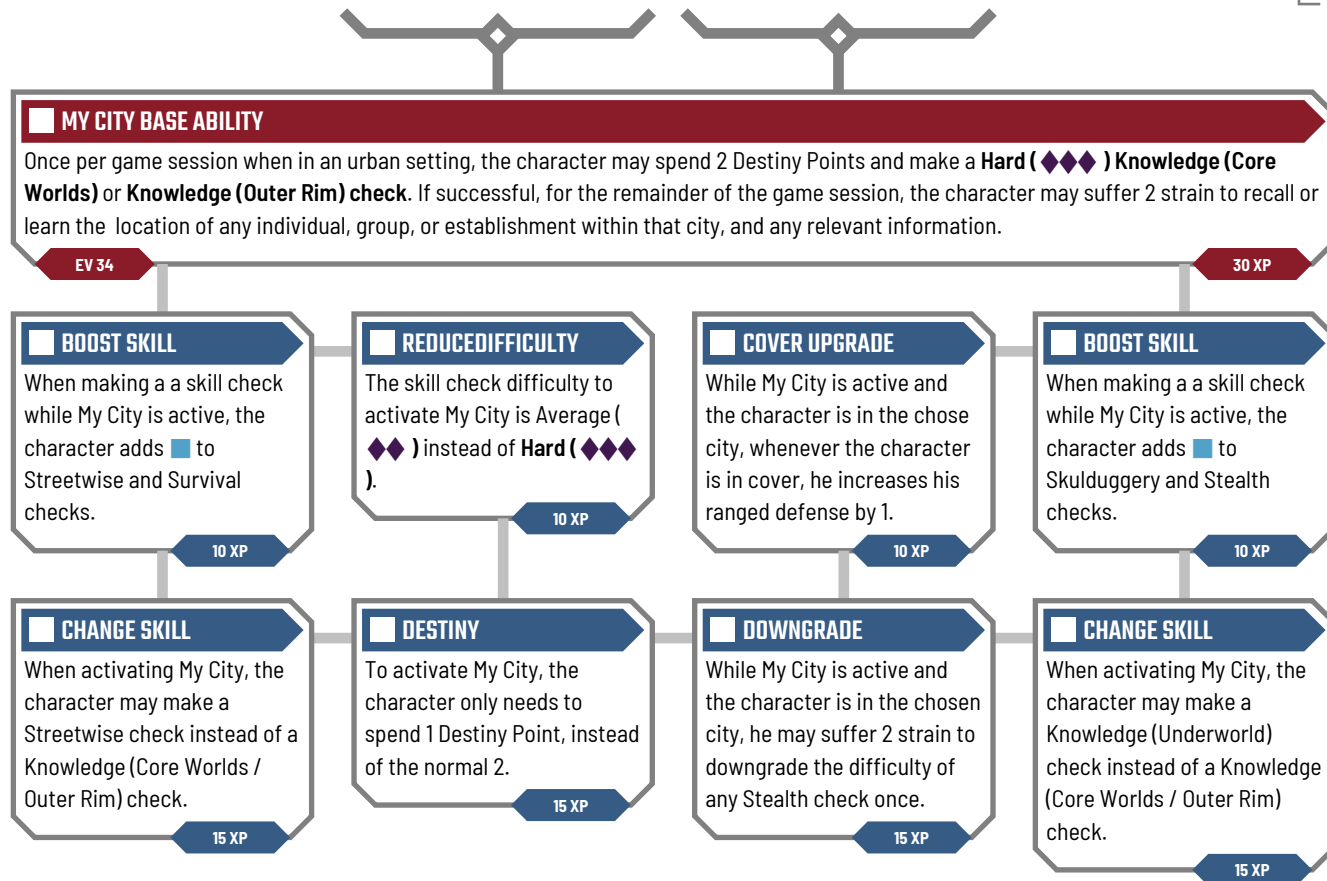 MY CITY BASE ABILITY
Once per game session when in an urban setting, the character may spend 2 Destiny Points and make a Hard ( ◆◆◆ ) Knowledge (Core
Worlds) or Knowledge (Outer Rim) check. If successful, for the remainder of the game session, the character may suffer 2 strain to recall or
learn the location of any individual, group, or establishment within that city, and any relevant information.
EV 34
30 XP
BOOST SKILL
When making a a skill check
while My City is active, the
character adds ■ to
Streetwise and Survival
checks.
10 XP
REDUCEDIFFICULTY
The skill check difficulty to
activate My City is Average (
◆◆ ) instead of Hard ( ◆◆◆
).
10 XP
COVER UPGRADE
While My City is active and
the character is in the chose
city, whenever the character
is in cover, he increases his
ranged defense by 1.
10 XP
BOOST SKILL
When making a a skill check
while My City is active, the
character adds ■ to
Skulduggery and Stealth
checks.
10 XP
CHANGE SKILL
When activating My City, the
character may make a
Streetwise check instead of a
Knowledge (Core Worlds /
Outer Rim) check.
15 XP
DESTINY
To activate My City, the
character only needs to
spend 1 Destiny Point, instead
of the normal 2.
15 XP
DOWNGRADE
While My City is active and
the character is in the chosen
city, he may suffer 2 strain to
downgrade the difficulty of
any Stealth check once.
15 XP
CHANGE SKILL
When activating My City, the
character may make a
Knowledge (Underworld)
check instead of a Knowledge
(Core Worlds / Outer Rim)
check.
15 XP